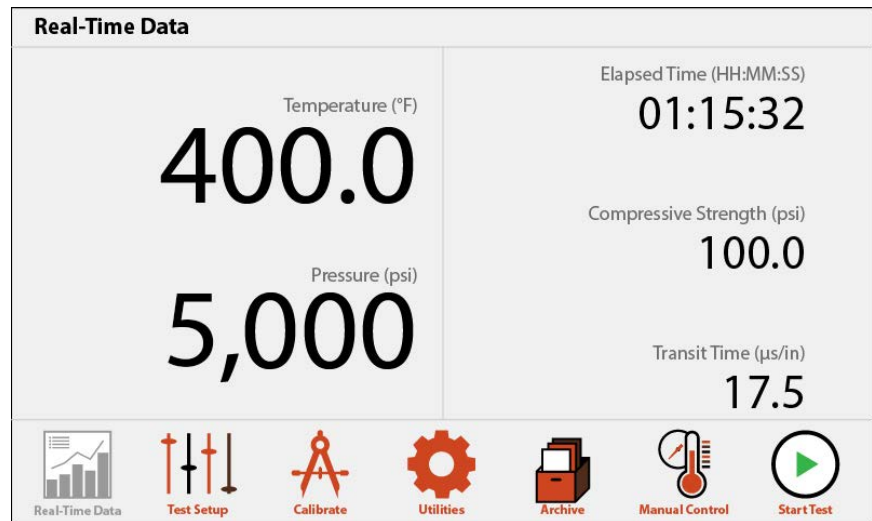 Real-Time Data
Temperature (°F)
400.0
Pressure (psi)
5,000
Elapsed Time (HH:MM:SS)
01:15:32
Compressive Strength (psi)
100.0
Transit Time (µs/in)
17.5
Real-Time Data
Test Setup
Calibrate
Utilities
Archive
Manual Control
Start Test